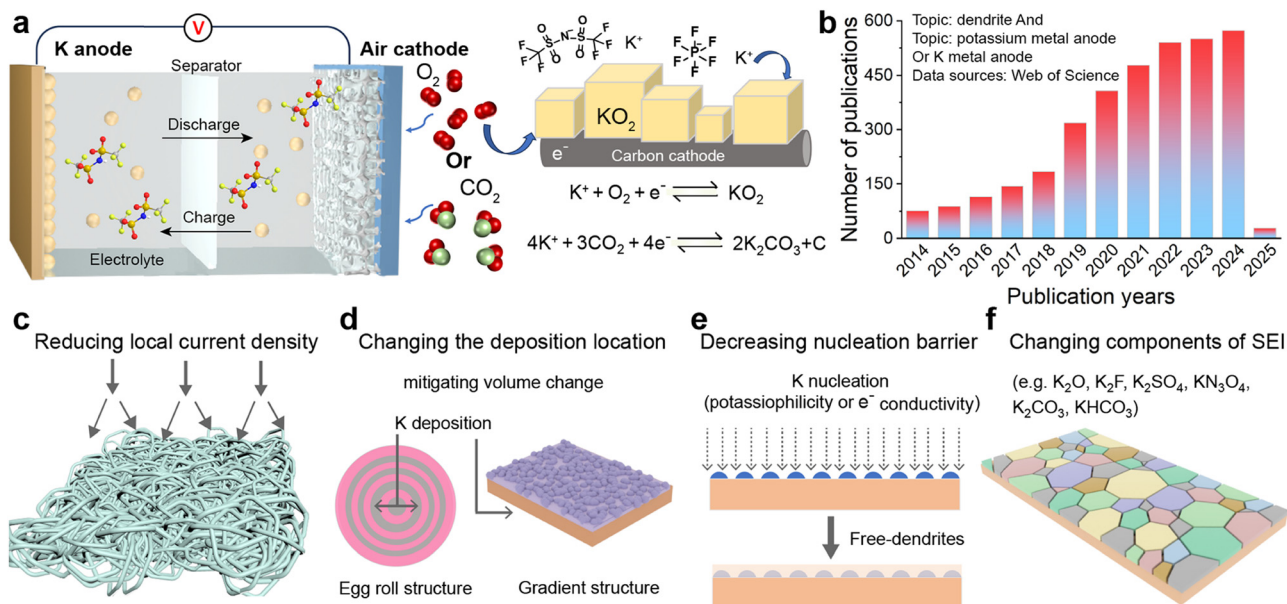 a
V
K anode
Air cathode
Separator
O₂
Discharge
Or
CO₂
Charge
Electrolyte
O O O O
S N⁻ S
F F F F F F
K⁺
F F F P⁻ F F F
K⁺
KO₂
e⁻
Carbon cathode
K⁺ + O₂ + e⁻ ⇌ KO₂
4K⁺ + 3CO₂ + 4e⁻ ⇌ 2K₂CO₃+C
b
Topic: dendrite And
Topic: potassium metal anode
Or K metal anode
Data sources: Web of Science
Number of publications
600
450
300
150
0
2014
2015
2016
2017
2018
2019
2020
2021
2022
2023
2024
2025
Publication years
c
Reducing local current density
d
Changing the deposition location
mitigating volume change
K deposition
Egg roll structure
Gradient structure
e
Decreasing nucleation barrier
K nucleation
(potassiophilicity or e⁻ conductivity)
Free-dendrites
f
Changing components of SEI
(e.g. K₂O, K₂F, K₂SO₄, KN₃O₄,
K₂CO₃, KHCO₃)